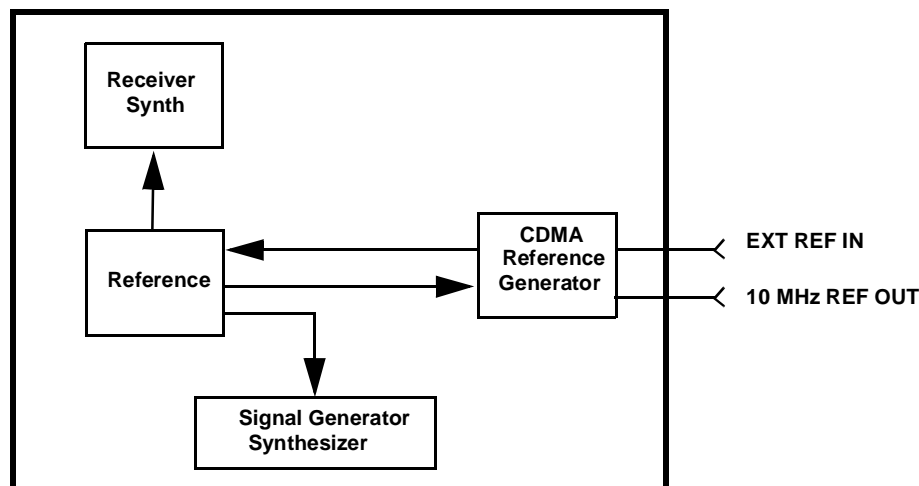 Receiver
Synth
CDMA
Reference
Generator
EXT REF IN
Reference
10 MHz REF OUT
Signal Generator
Synthesizer